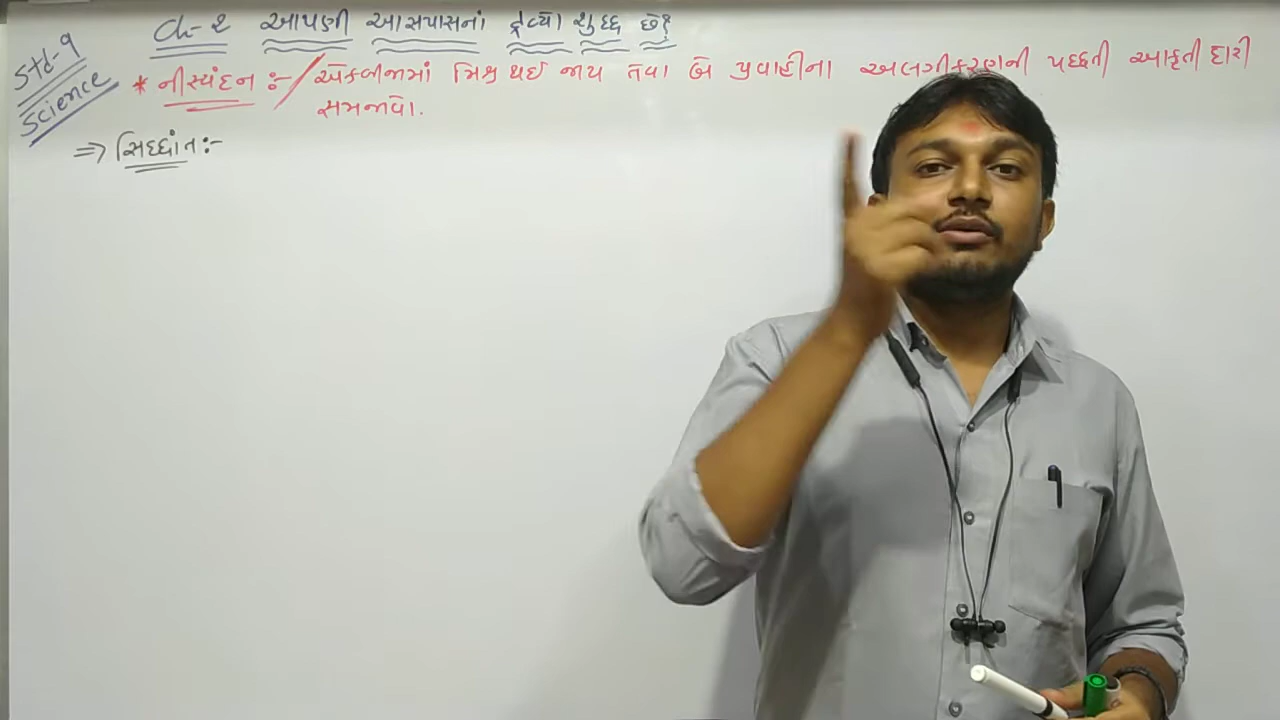 Std-9
Science
Ch-2 આપણી આસપાસનાં દ્રવ્યો શુદ્ધ છે?
* નીસ્યંદન :- / એકબીજામાં મિશ્ર થઈ જાય તેવા બે પ્રવાહીના અલગીકરણની પદ્ધતી આકૃતી દોરી
સમજાવો.
⇒ સિદ્ધાંત:-